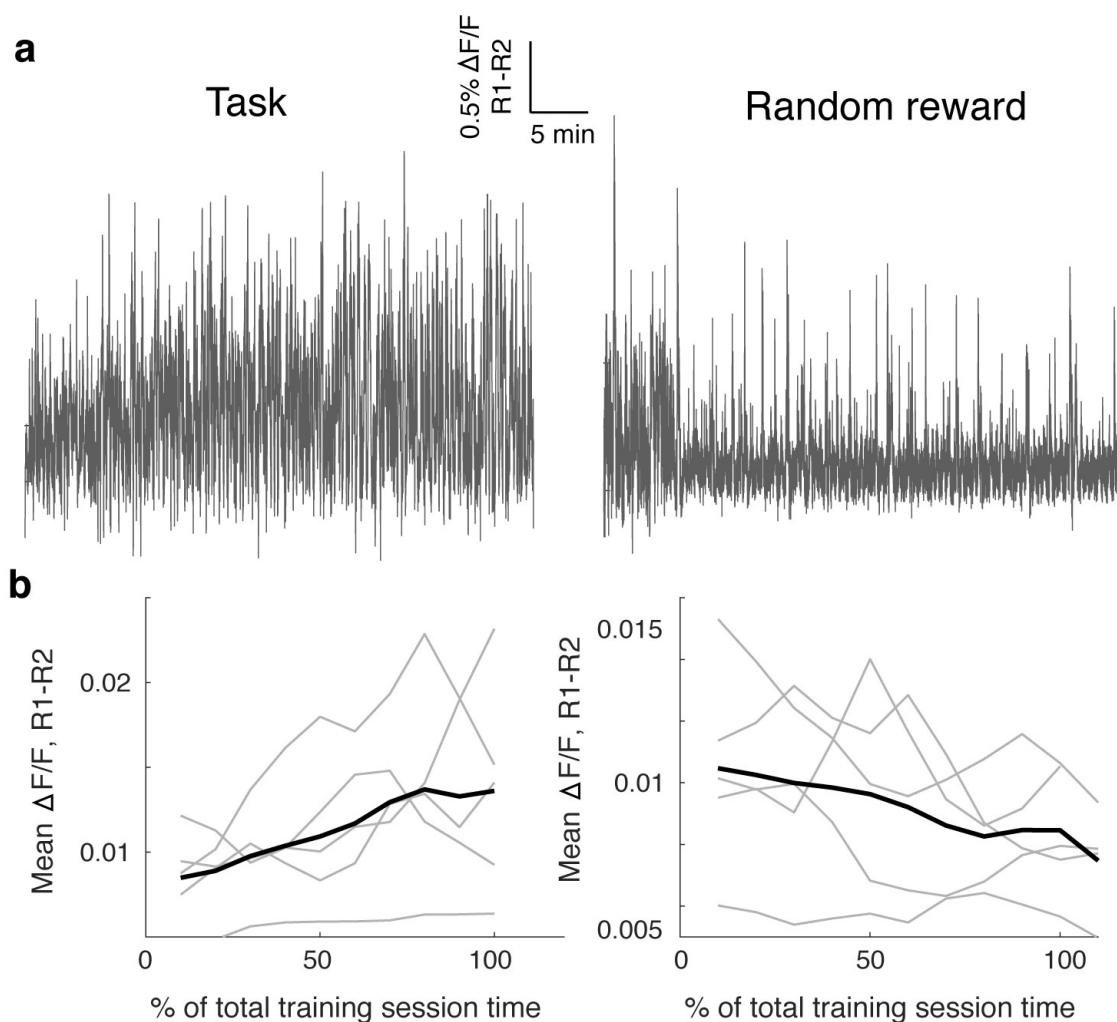 a
Task
0.5% ΔF/F
R1-R2
5 min
Random reward
b
Mean ΔF/F, R1-R2
0.02
0.01
0
50
100
% of total training session time
Mean ΔF/F, R1-R2
0.015
0.01
0.005
0
50
100
% of total training session time